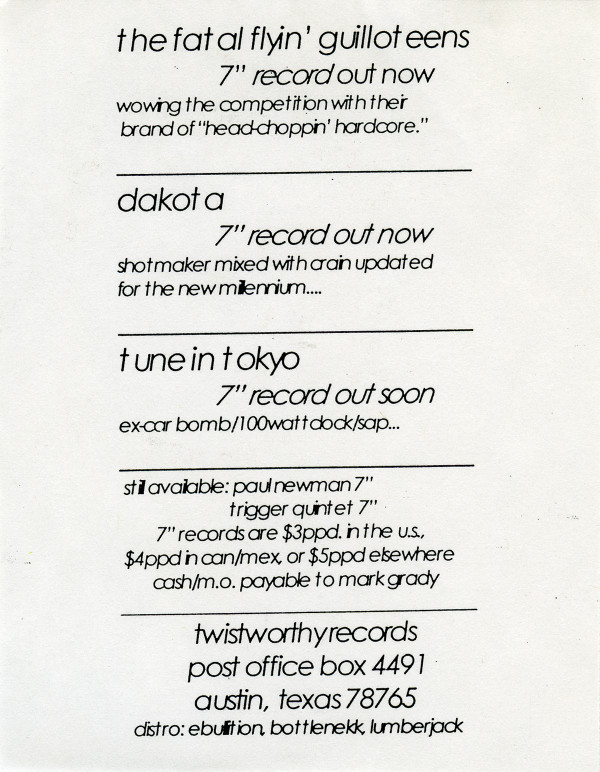 the fatal flyin' guilloteens
7" record out now
wowing the competition with their
brand of "head-choppin' hardcore."
dakota
7" record out now
shotmaker mixed with crain updated
for the new millennium....
tune in tokyo
7" record out soon
ex-car bomb/100watt clock/sap...
still available: paul newman 7"
trigger quintet 7"
7" records are $3ppd. in the u.s.,
$4ppd in can/mex, or $5ppd elsewhere
cash/m.o. payable to mark grady
twistworthy records
post office box 4491
austin, texas 78765
distro: ebullition, bottlenekk, lumberjack